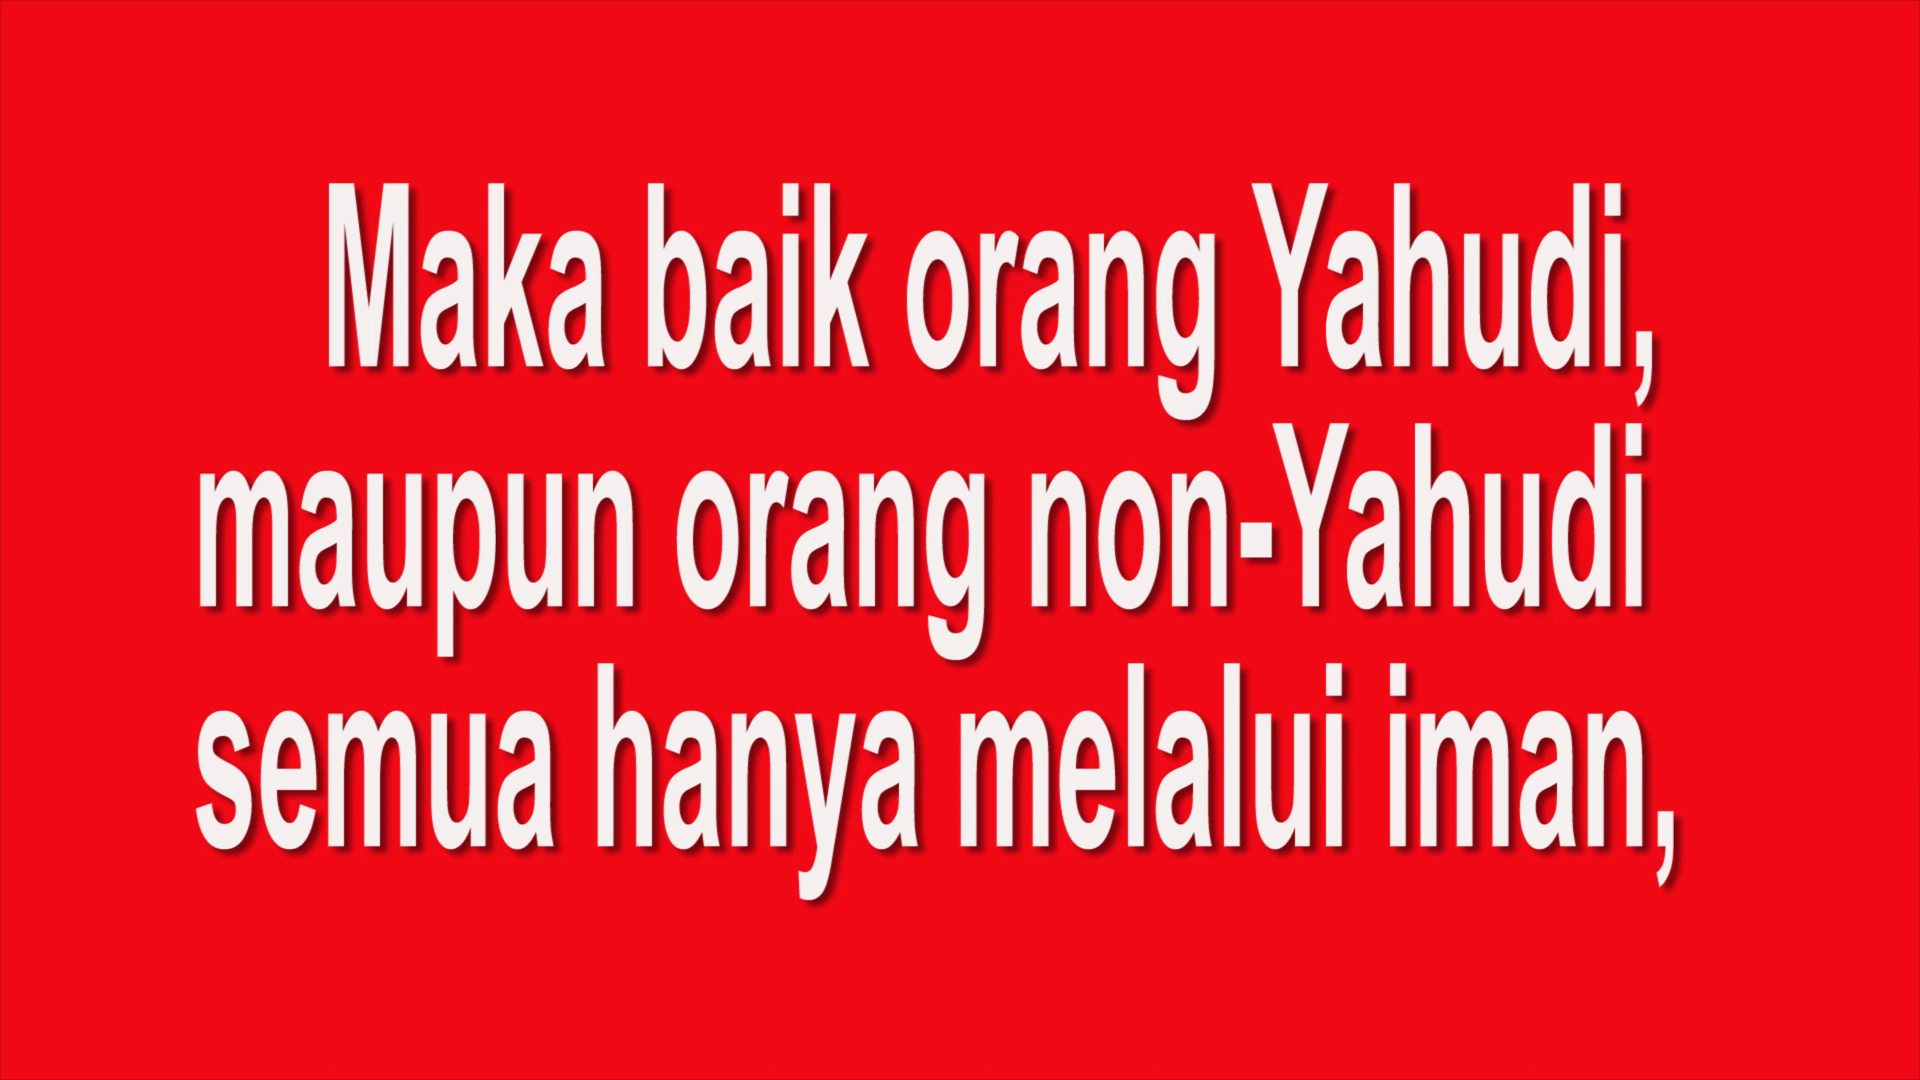 Maka baik orang Yahudi,
maupun orang non-Yahudi
semua hanya melalui iman,